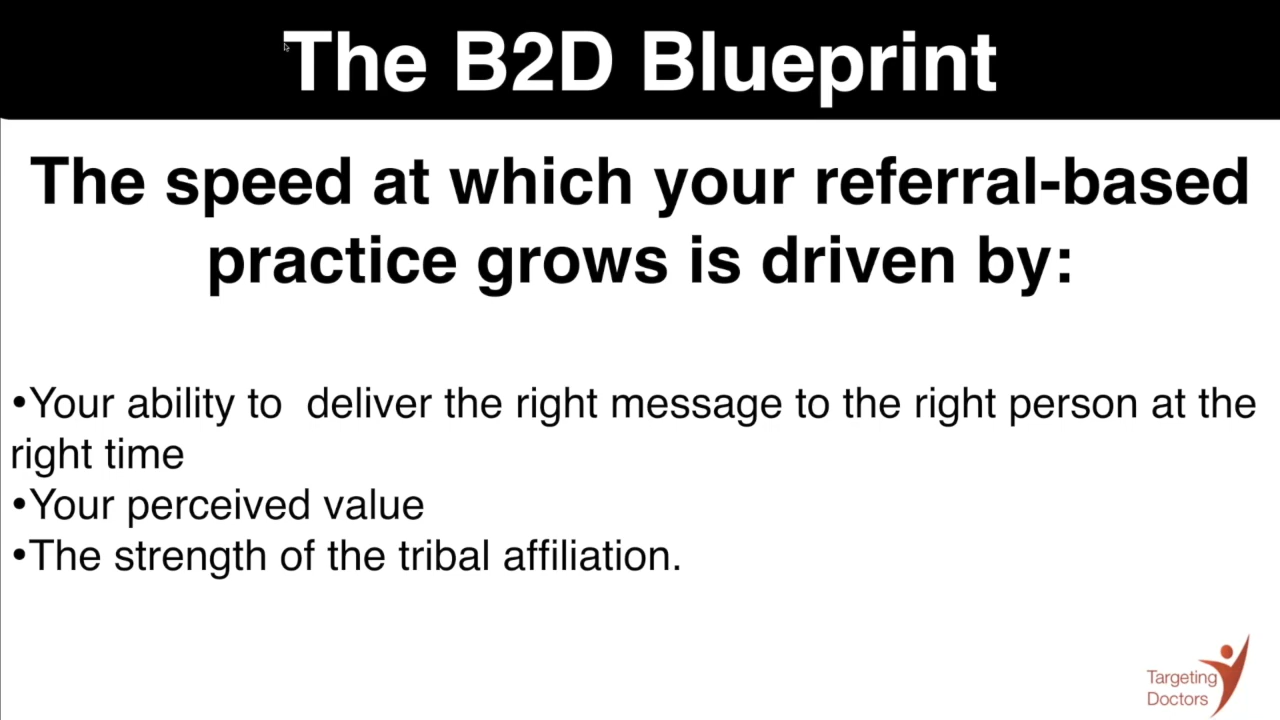 The B2D Blueprint
The speed at which your referral-based
practice grows is driven by:
•Your ability to  deliver the right message to the right person at the
right time
•Your perceived value
•The strength of the tribal affiliation.
Targeting
Doctors